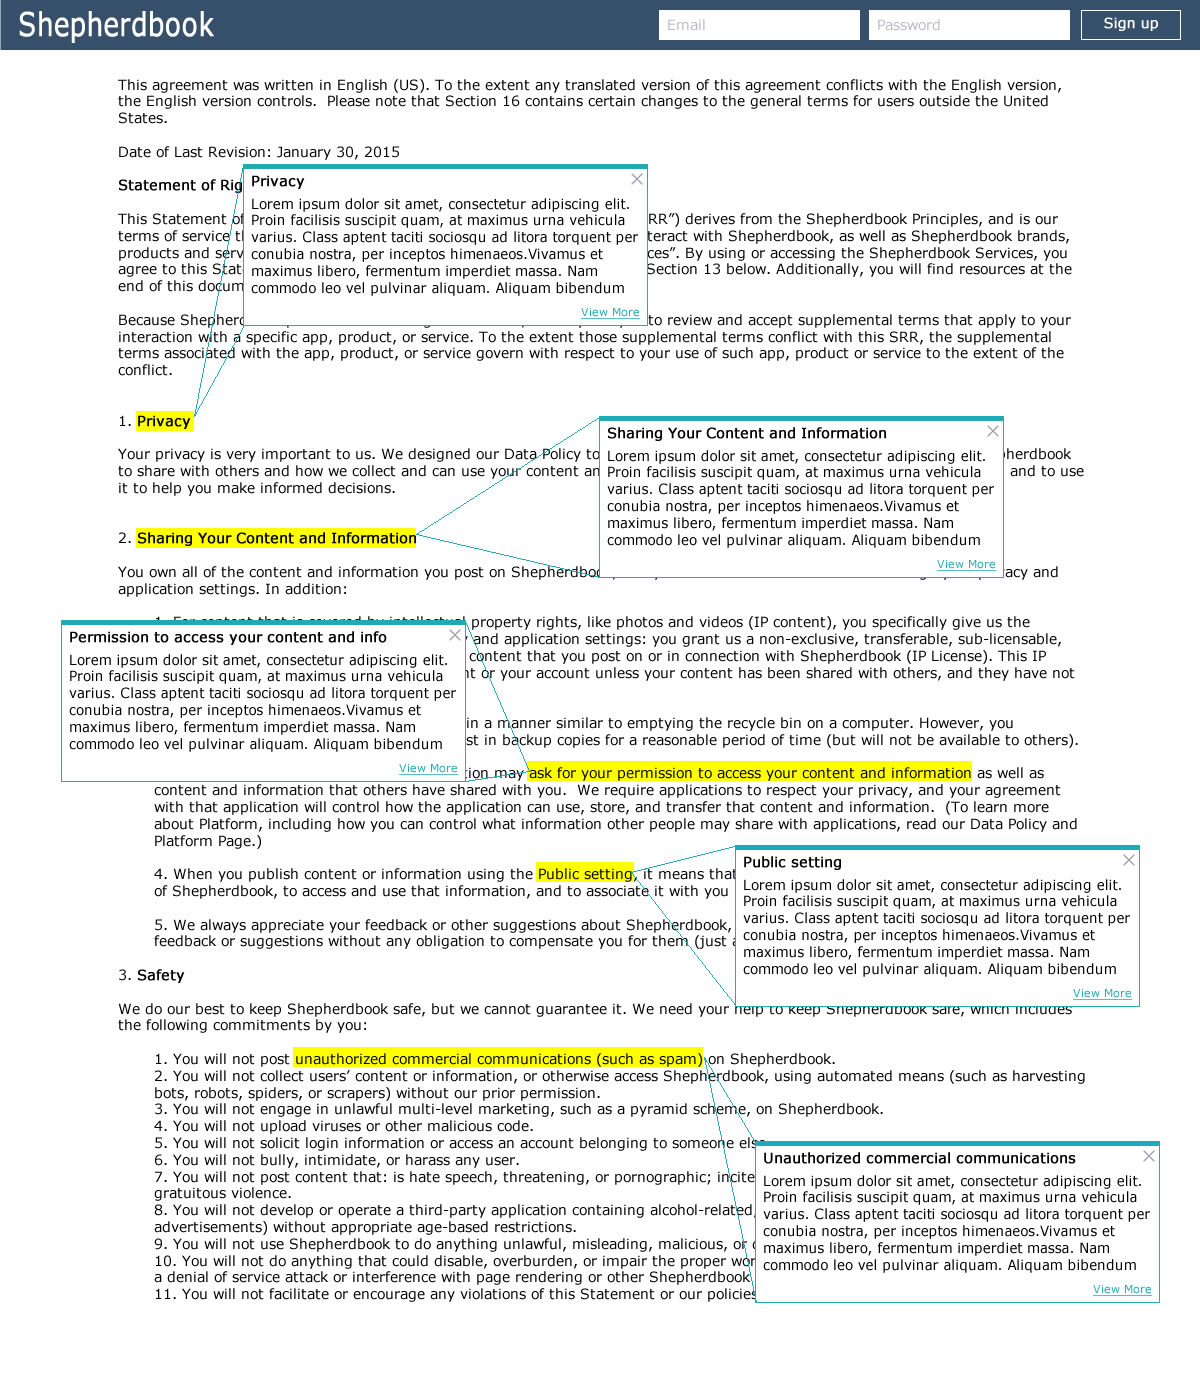 Shepherdbook
Email
Password
Sign up
This agreement was written in English (US). To the extent any translated version of this agreement conflicts with the English version,
the English version controls.  Please note that Section 16 contains certain changes to the general terms for users outside the United
States.
Date of Last Revision: January 30, 2015
Statement of
Privacy
Lorem ipsum dolor sit amet, consectetur adipiscing elit.
Proin facilisis suscipit quam, at maximus urna vehicula
varius. Class aptent taciti sociosqu ad litora torquent per
conubia nostra, per inceptos himenaeos.Vivamus et
maximus libero, fermentum imperdiet massa. Nam
commodo leo vel pulvinar aliquam. Aliquam bibendum
View More
This Statement of RR”) derives from the Shepherdbook Principles, and is our
terms of service with Shepherdbook, as well as Shepherdbook brands,
products and ces”. By using or accessing the Shepherdbook Services, you
agree to this Section 13 below. Additionally, you will find resources at the
end of this
Because to review and accept supplemental terms that apply to your
interaction with a specific app, product, or service. To the extent those supplemental terms conflict with this SRR, the supplemental
terms associated with the app, product, or service govern with respect to your use of such app, product or service to the extent of the
conflict.
1. Privacy
Your privacy is very important to us. We designed our Data Policy to
to share with others and how we collect and can use your content and to use
it to help you make informed decisions.
Sharing Your Content and Information
Lorem ipsum dolor sit amet, consectetur adipiscing elit.
Proin facilisis suscipit quam, at maximus urna vehicula
varius. Class aptent taciti sociosqu ad litora torquent per
conubia nostra, per inceptos himenaeos.Vivamus et
maximus libero, fermentum imperdiet massa. Nam
commodo leo vel pulvinar aliquam. Aliquam bibendum
View More
2. Sharing Your Content and Information
You own all of the content and information you post on Shepherdbook, and
application settings. In addition:
1. For content that is covered by intellectual property rights, like photos and videos (IP content), you specifically give us the
and application settings: you grant us a non-exclusive, transferable, sub-licensable,
content that you post on or in connection with Shepherdbook (IP License). This IP
or your account unless your content has been shared with others, and they have not
in a manner similar to emptying the recycle bin on a computer. However, you
in backup copies for a reasonable period of time (but will not be available to others).
Permission to access your content and info
Lorem ipsum dolor sit amet, consectetur adipiscing elit.
Proin facilisis suscipit quam, at maximus urna vehicula
varius. Class aptent taciti sociosqu ad litora torquent per
conubia nostra, per inceptos himenaeos.Vivamus et
maximus libero, fermentum imperdiet massa. Nam
commodo leo vel pulvinar aliquam. Aliquam bibendum
View More
may ask for your permission to access your content and information as well as
content and information that others have shared with you.  We require applications to respect your privacy, and your agreement
with that application will control how the application can use, store, and transfer that content and information.  (To learn more
about Platform, including how you can control what information other people may share with applications, read our Data Policy and
Platform Page.)
4. When you publish content or information using the Public setting, it means that
of Shepherdbook, to access and use that information, and to associate it with you
5. We always appreciate your feedback or other suggestions about Shepherdbook,
feedback or suggestions without any obligation to compensate you for them (just
Public setting
Lorem ipsum dolor sit amet, consectetur adipiscing elit.
Proin facilisis suscipit quam, at maximus urna vehicula
varius. Class aptent taciti sociosqu ad litora torquent per
conubia nostra, per inceptos himenaeos.Vivamus et
maximus libero, fermentum imperdiet massa. Nam
commodo leo vel pulvinar aliquam. Aliquam bibendum
View More
3. Safety
We do our best to keep Shepherdbook safe, but we cannot guarantee it. We need your help to keep Shepherdbook safe, which includes
the following commitments by you:
1. You will not post unauthorized commercial communications (such as spam) on Shepherdbook.
2. You will not collect users’ content or information, or otherwise access Shepherdbook, using automated means (such as harvesting
bots, robots, spiders, or scrapers) without our prior permission.
3. You will not engage in unlawful multi-level marketing, such as a pyramid scheme, on Shepherdbook.
4. You will not upload viruses or other malicious code.
5. You will not solicit login information or access an account belonging to someone else.
6. You will not bully, intimidate, or harass any user.
7. You will not post content that: is hate speech, threatening, or pornographic; incite
gratuitous violence.
8. You will not develop or operate a third-party application containing alcohol-related,
advertisements) without appropriate age-based restrictions.
9. You will not use Shepherdbook to do anything unlawful, misleading, malicious, or
10. You will not do anything that could disable, overburden, or impair the proper
a denial of service attack or interference with page rendering or other Shepherdbook
11. You will not facilitate or encourage any violations of this Statement or our policies
Unauthorized commercial communications
Lorem ipsum dolor sit amet, consectetur adipiscing elit.
Proin facilisis suscipit quam, at maximus urna vehicula
varius. Class aptent taciti sociosqu ad litora torquent per
conubia nostra, per inceptos himenaeos.Vivamus et
maximus libero, fermentum imperdiet massa. Nam
commodo leo vel pulvinar aliquam. Aliquam bibendum
View More